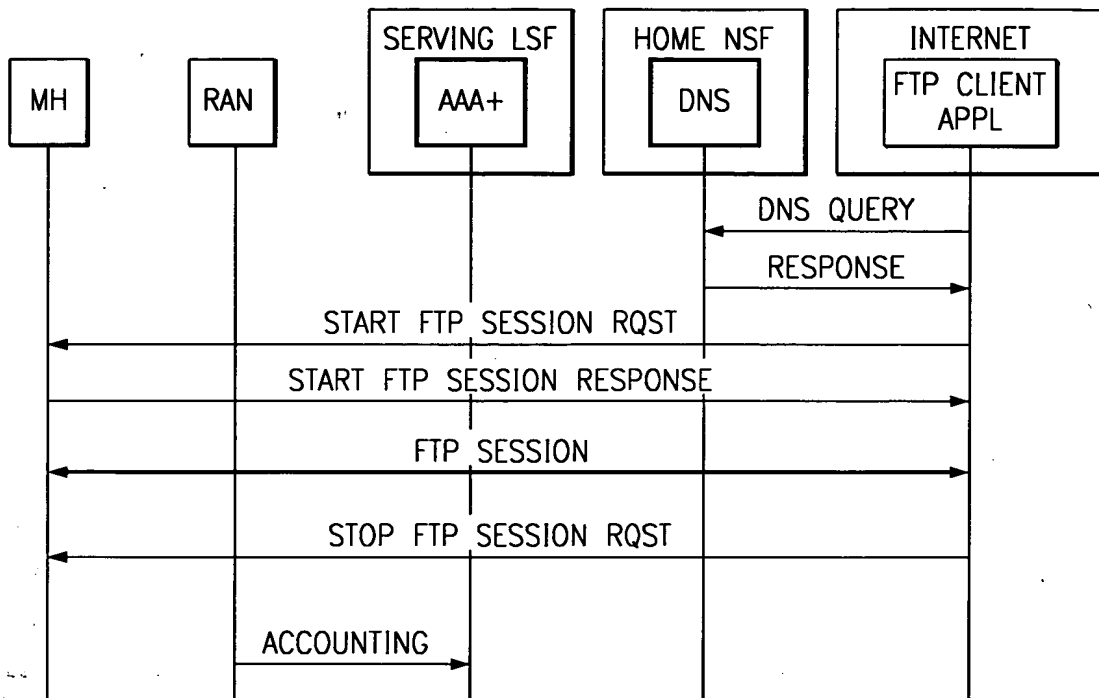 SERVING LSF
HOME NSF
INTERNET
MH
RAN
AAA+
DNS
FTP CLIENT
APPL
DNS QUERY
RESPONSE
START FTP SESSION RQST
START FTP SESSION RESPONSE
FTP SESSION
STOP FTP SESSION RQST
ACCOUNTING